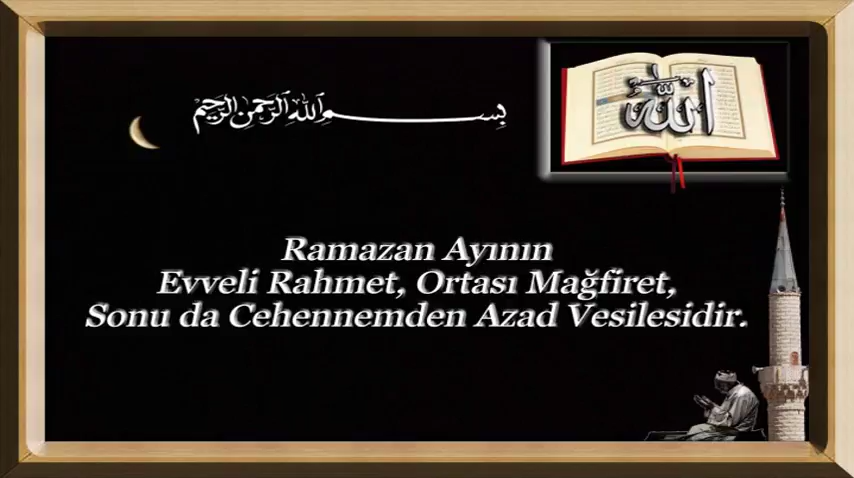 بسم الله الرحمن الرحيم
الله
Ramazan Ayının
Evveli Rahmet, Ortası Mağfiret,
Sonu da Cehennemden Azad Vesilesidir.